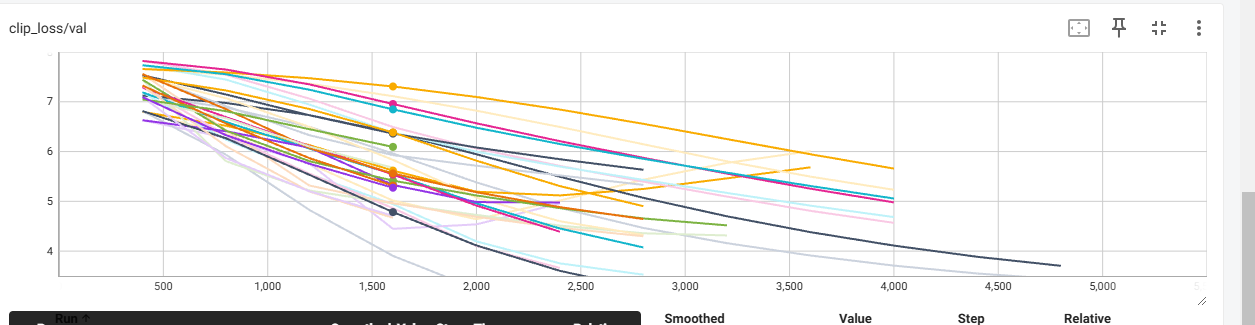 clip_loss/val
7
6
5
4
500
1,000
1,500
2,000
2,500
3,000
3,500
4,000
4,500
5,000
Run ↑
Smoothed
Value
Step
Relative